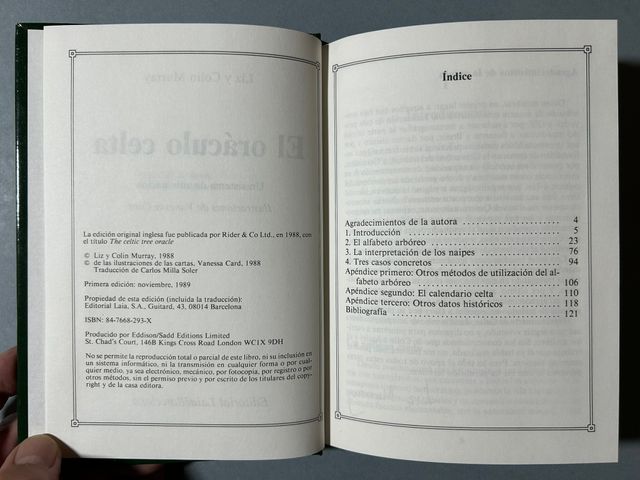 La edición original inglesa fue publicada por Rider & Co Ltd., en 1988, con
el título The celtic tree oracle
© Liz y Colin Murray, 1988
© de las ilustraciones de las cartas, Vanessa Card, 1988
Traducción de Carlos Milla Soler
Primera edición: noviembre, 1989
Propiedad de esta edición (incluida la traducción):
Editorial Laia, S.A., Guitard, 43, 08014 Barcelona
ISBN: 84-7668-293-X
Producido por Eddison/Sadd Editions Limited
St. Chad's Court, 146B Kings Cross Road London WC1X 9DH
No se permite la reproducción total o parcial de este libro, ni su inclusión en
un sistema informático, ni la transmisión en cualquier forma o por cual-
quier medio, ya sea electrónico, mecánico, por fotocopia, por registro o por
otros métodos, sin el permiso previo y por escrito de los titulares del copy-
right y de la casa editora.
Índice
Agradecimientos de la autora 4
1. Introducción 5
2. El alfabeto arbóreo 23
3. La interpretación de los naipes 76
4. Tres casos concretos 94
Apéndice primero: Otros métodos de utilización del al-
fabeto arbóreo 106
Apéndice segundo: El calendario celta 110
Apéndice tercero: Otros datos históricos 118
Bibliografía 121